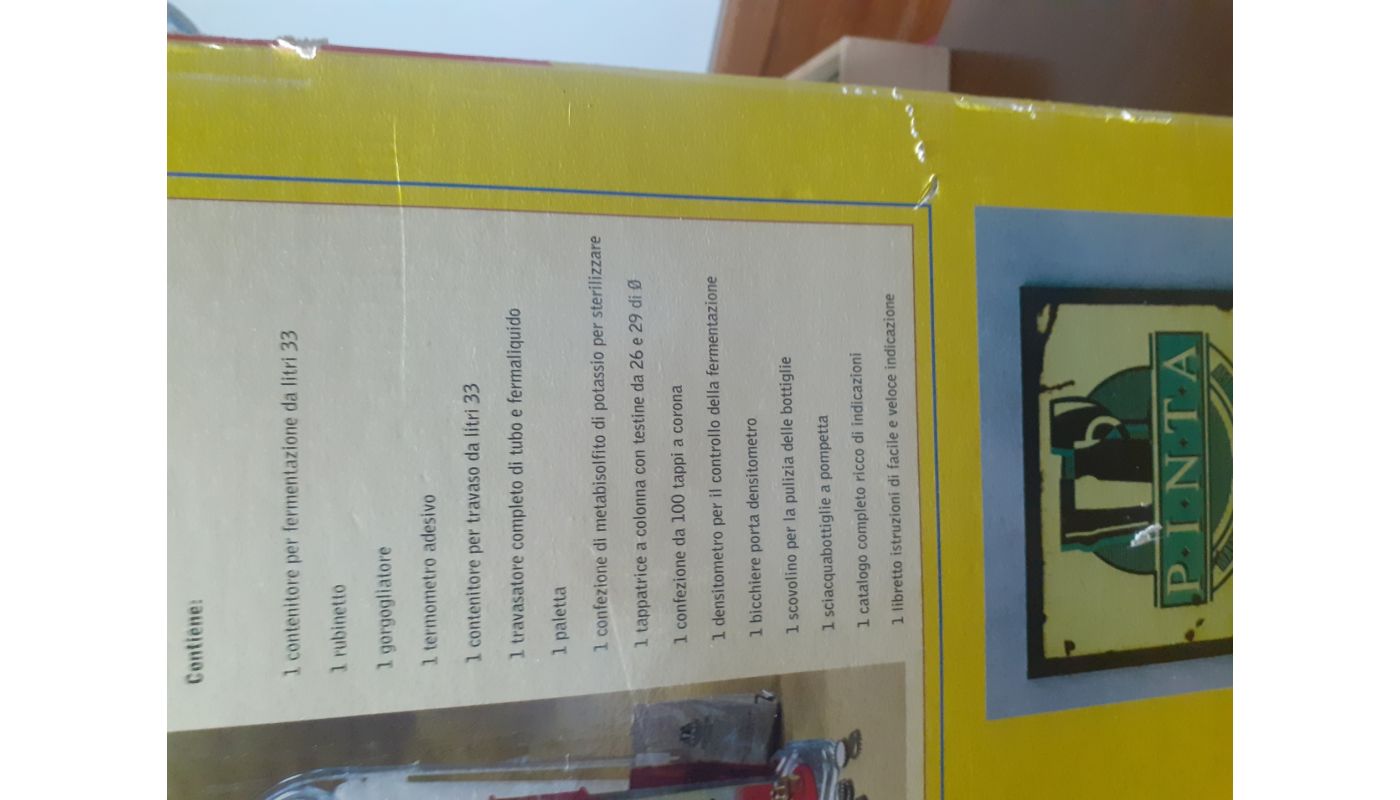 Contiene:
1 contenitore per fermentazione da litri 33
1 rubinetto
1 gorgogliatore
1 termometro adesivo
1 contenitore per travaso da litri 33
1 travasatore completo di tubo e fermaliquido
1 paletta
1 confezione di metabisolfito di potassio per sterilizzare
1 tappatrice a colonna con testine da 26 e 29 di Ø
1 confezione da 100 tappi a corona
1 densitometro per il controllo della fermentazione
1 bicchiere porta densitometro
1 scovolino per la pulizia delle bottiglie
1 sciacquabottiglie a pompetta
1 catalogo completo ricco di indicazioni
1 libretto istruzioni di facile e veloce indicazione
P·I·N·T·A